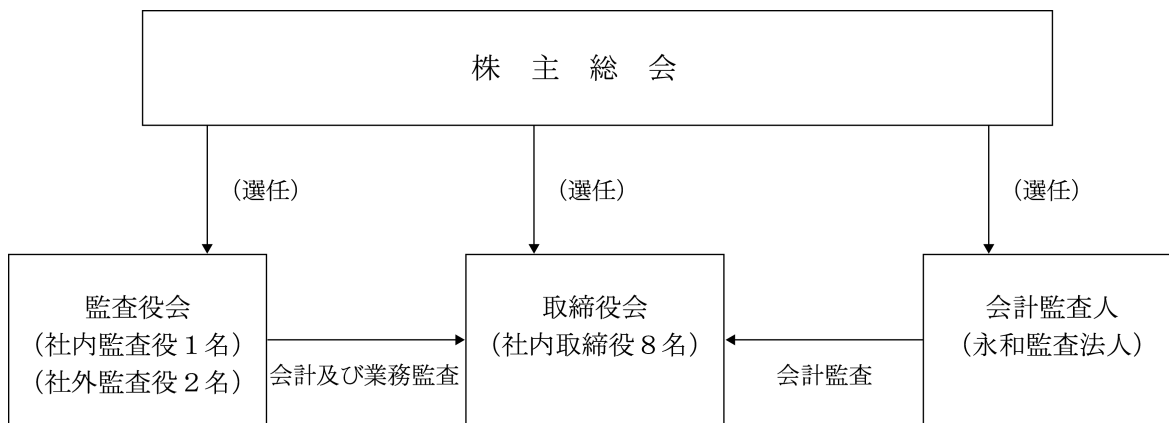 株　主　総　会
（選任）
（選任）
（選任）
監査役会
（社内監査役１名）
（社外監査役２名）
会計及び業務監査
取締役会
（社内取締役８名）
会計監査
会計監査人
（永和監査法人）